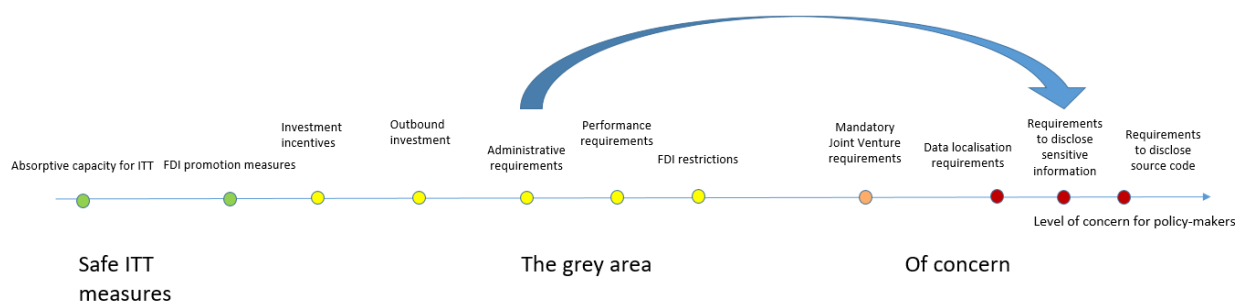 Absorptive capacity for ITT
FDI promotion measures
Investment
incentives
Outbound
investment
Administrative
requirements
Performance
requirements
FDI restrictions
Mandatory
Joint Venture
requirements
Data localisation
requirements
Requirements
to disclose
sensitive
information
Requirements
to disclose
source code
Level of concern for policy-makers
Safe ITT
measures
The grey area
Of concern